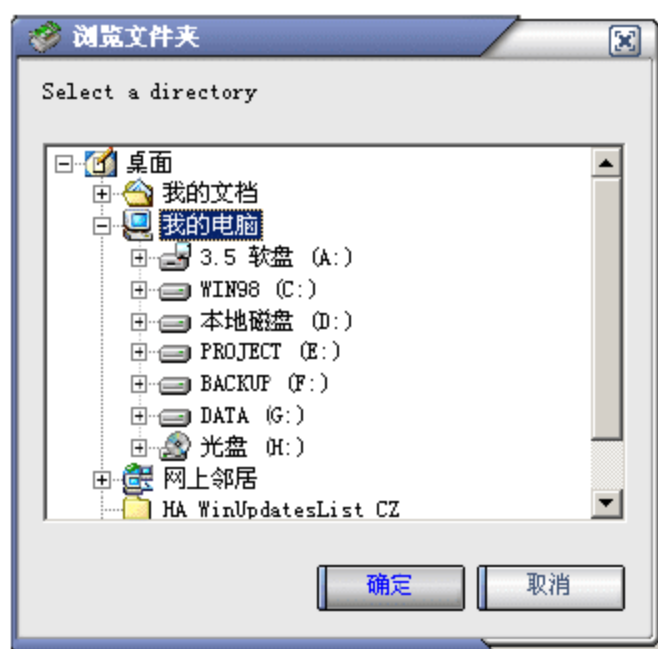 浏览文件夹
Select a directory
桌面
我的文档
我的电脑
3.5 软盘 (A:)
WIN98 (C:)
本地磁盘 (D:)
PROJECT (E:)
BACKUP (F:)
DATA (G:)
光盘 (H:)
网上邻居
HA WinUpdatesList CZ
确定
取消